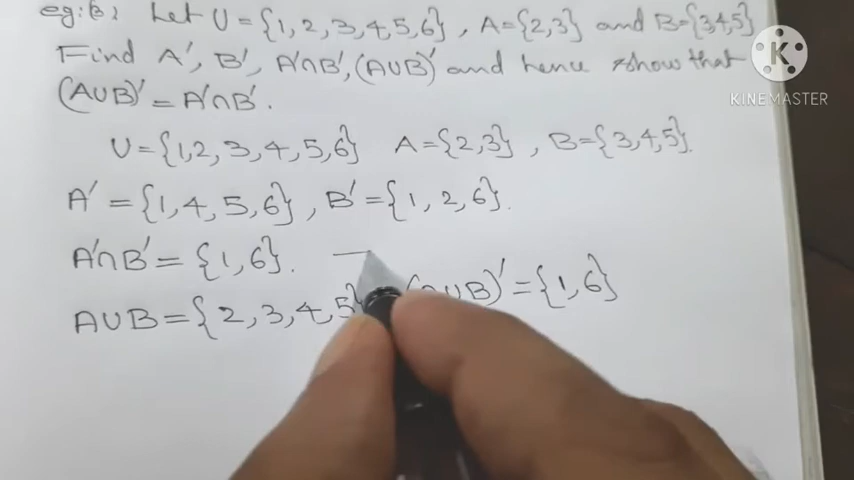 eg:(3): Let U = {1, 2, 3, 4, 5, 6}, A = {2, 3} and B = {3, 4, 5}
Find A′, B′, A′∩B′, (A∪B)′ and hence show that
(A∪B)′ = A′∩B′.
K
KINEMASTER
U = {1, 2, 3, 4, 5, 6} A = {2, 3}, B = {3, 4, 5}.
A′ = {1, 4, 5, 6}, B′ = {1, 2, 6}.
A′∩B′ = {1, 6}. —
A∪B = {2, 3, 4, 5} (A∪B)′ = {1, 6}